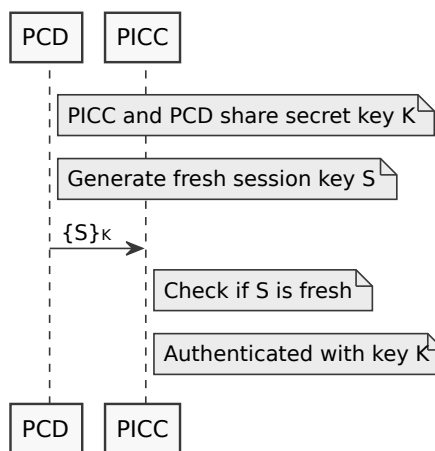 PCD PICC
PICC and PCD share secret key K
Generate fresh session key S
{S}K
Check if S is fresh
Authenticated with key K
PCD PICC